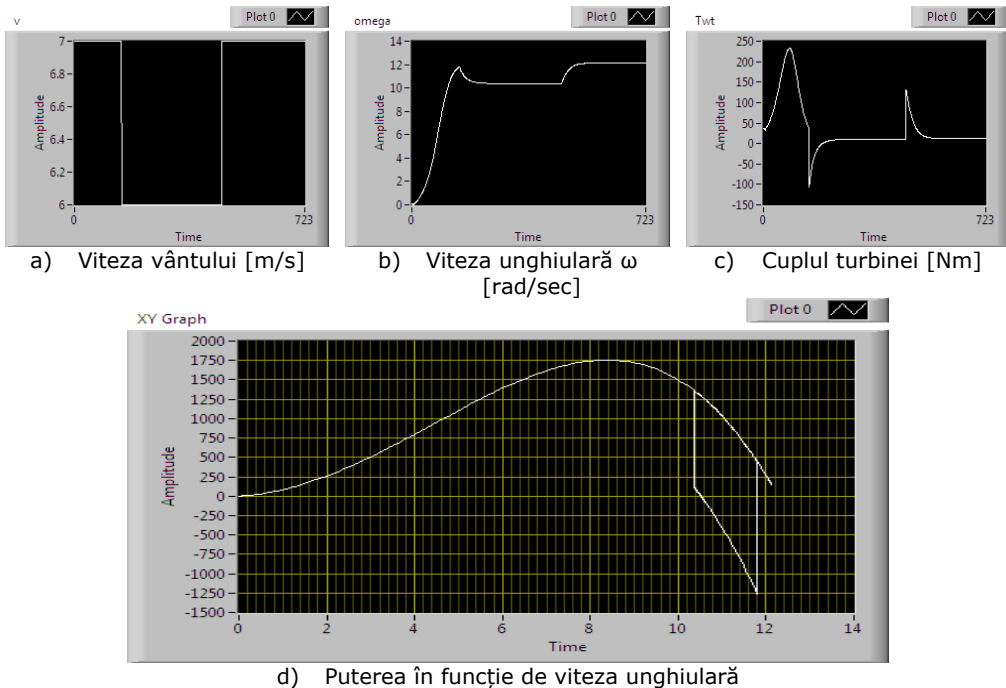 v
Plot 0
Amplitude
7
6.8
6.6
6.4
6.2
6
0
723
Time
omega
Plot 0
Amplitude
14
12
10
8
6
4
2
0
0
723
Time
Twt
Plot 0
Amplitude
250
200
150
100
50
0
-50
-100
-150
0
723
Time
a) Viteza vântului [m/s]
b) Viteza unghiulară ω
[rad/sec]
c) Cuplul turbinei [Nm]
XY Graph
Plot 0
Amplitude
2000
1750
1500
1250
1000
750
500
250
0
-250
-500
-750
-1000
-1250
-1500
0 2 4 6 8 10 12 14
Time
d) Puterea în funcție de viteza unghiulară